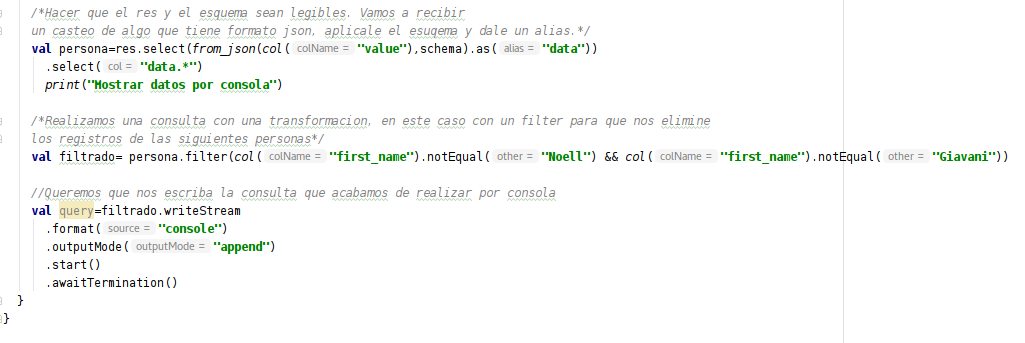 /*Hacer que el res y el esquema sean legibles. Vamos a recibir
un casteo de algo que tiene formato json, aplicale el esuqema y dale un alias.*/
val persona=res.select(from_json(col( colName = "value"),schema).as( alias = "data"))
.select( col = "data.*")
print("Mostrar datos por consola")
/*Realizamos una consulta con una transformacion, en este caso con un filter para que nos elimine
los registros de las siguientes personas*/
val filtrado= persona.filter(col( colName = "first_name").notEqual( other = "Noell") && col( colName = "first_name").notEqual( other = "Giavani"))
//Queremos que nos escriba la consulta que acabamos de realizar por consola
val query=filtrado.writeStream
.format( source = "console")
.outputMode( outputMode = "append")
.start()
.awaitTermination()
}
}